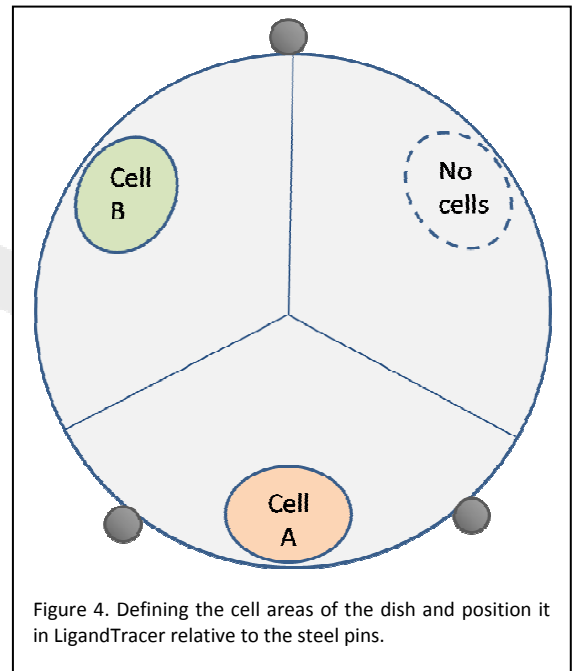 Cell
B
No
cells
Cell
A
Figure 4. Defining the cell areas of the dish and position it
in LigandTracer relative to the steel pins.